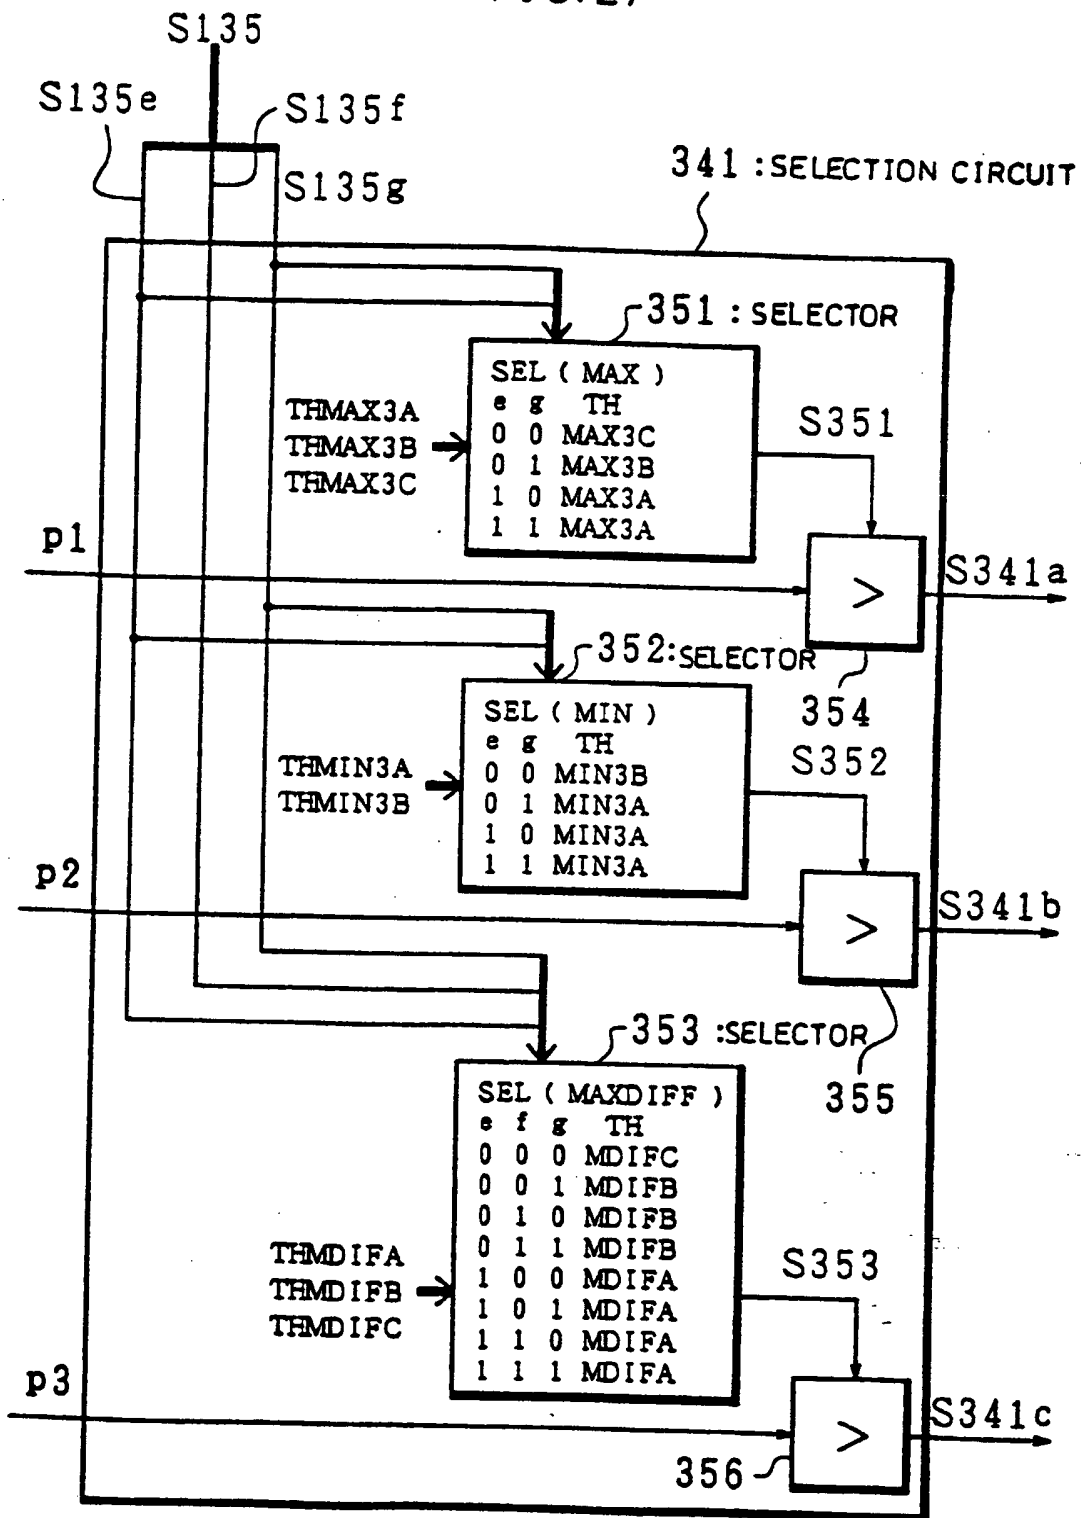 S135
S135e
S135f
S135g
341 : SELECTION CIRCUIT
351 : SELECTOR
SEL ( MAX )
e g TH
0 0 MAX3C
0 1 MAX3B
1 0 MAX3A
1 1 MAX3A
THMAX3A
THMAX3B
THMAX3C
S351
p1
>
S341a
354
352:SELECTOR
SEL ( MIN )
e g TH
0 0 MIN3B
0 1 MIN3A
1 0 MIN3A
1 1 MIN3A
THMIN3A
THMIN3B
S352
p2
>
S341b
355
353 :SELECTOR
SEL ( MAXDIFF )
e f g TH
0 0 0 MDIFC
0 0 1 MDIFB
0 1 0 MDIFB
0 1 1 MDIFB
1 0 0 MDIFA
1 0 1 MDIFA
1 1 0 MDIFA
1 1 1 MDIFA
THMDIFA
THMDIFB
THMDIFC
S353
p3
>
S341c
356